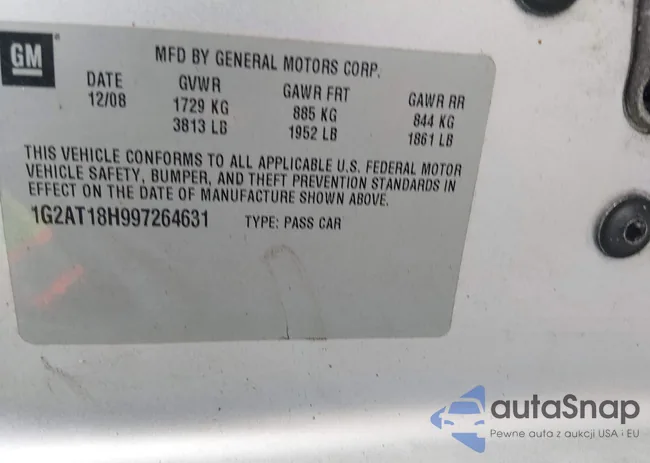 GM
MFD BY GENERAL MOTORS CORP.
DATE GVWR GAWR FRT GAWR RR
12/08 1729 KG 885 KG 844 KG
3813 LB 1952 LB 1861 LB
THIS VEHICLE CONFORMS TO ALL APPLICABLE U.S. FEDERAL MOTOR
VEHICLE SAFETY, BUMPER, AND THEFT PREVENTION STANDARDS IN
EFFECT ON THE DATE OF MANUFACTURE SHOWN ABOVE.
1G2AT18H997264631 TYPE: PASS CAR
autoSnap
Pewne auta z aukcji USA i EU